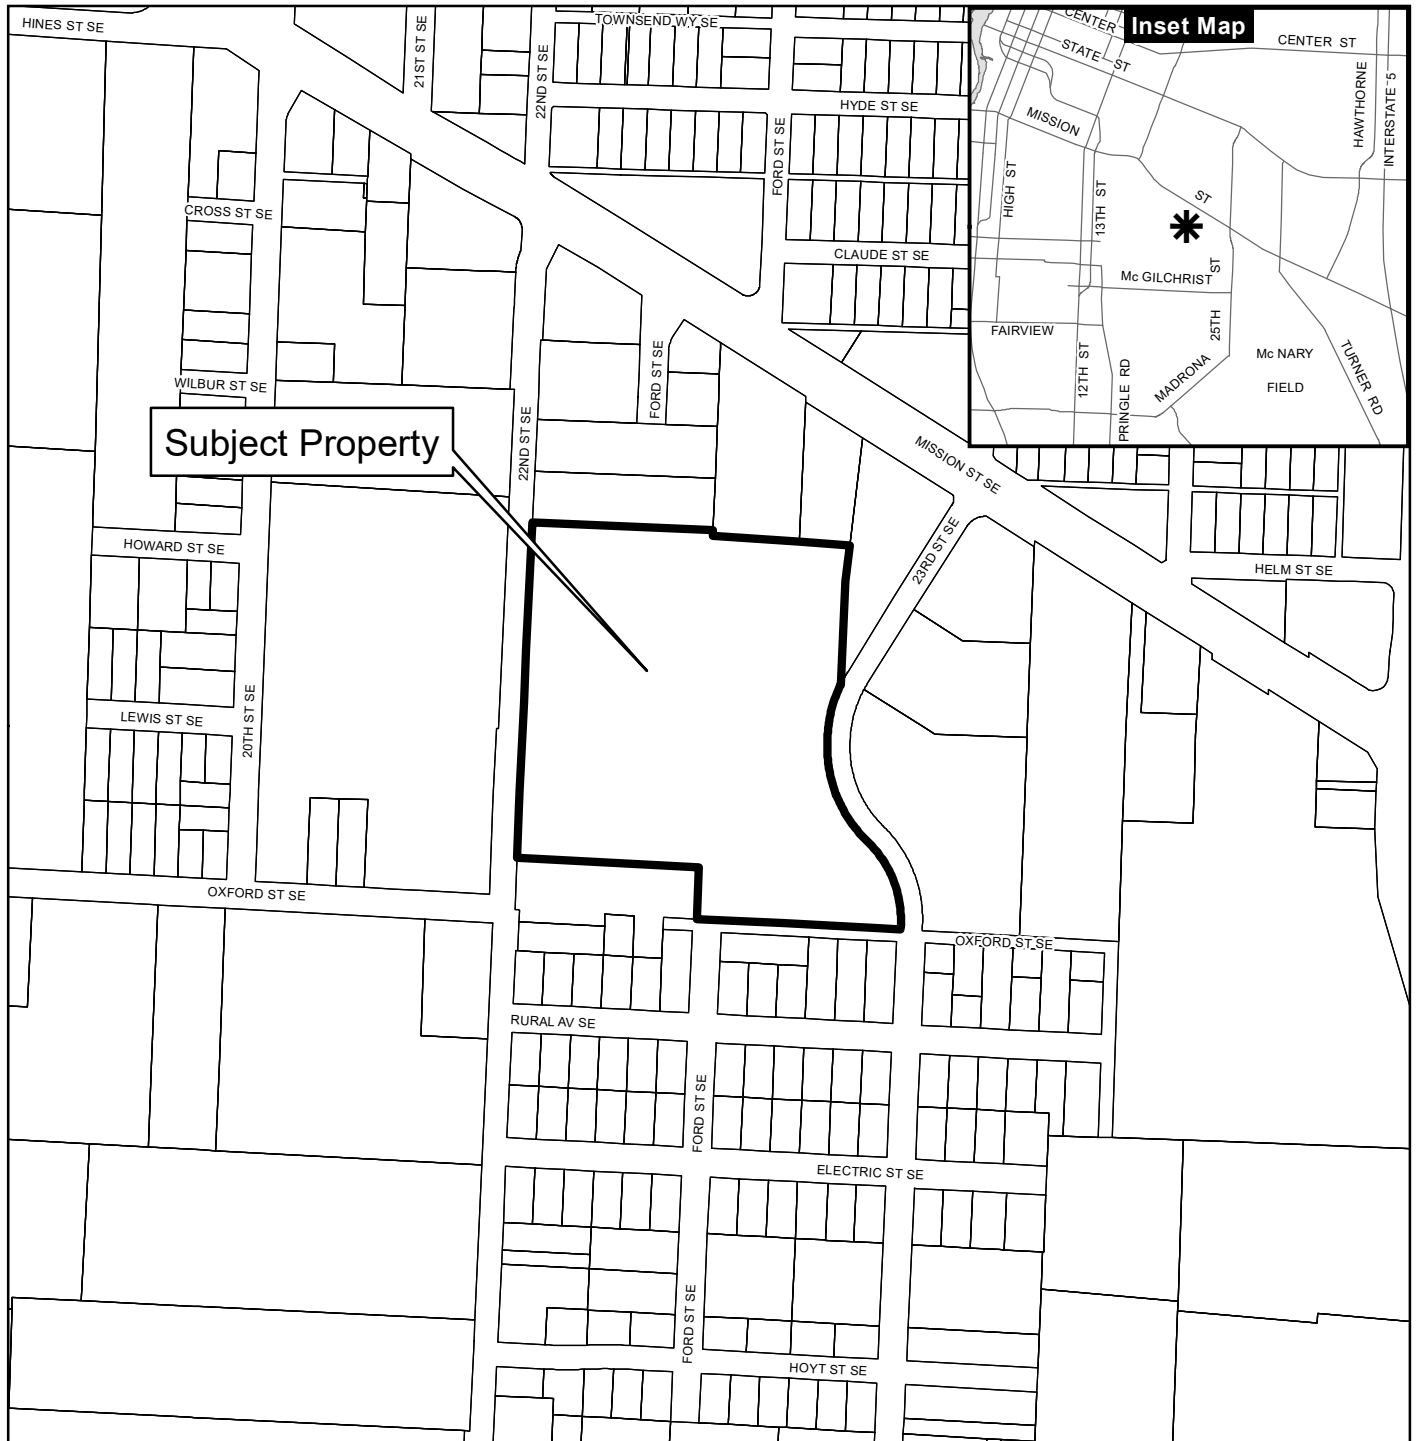 HINES ST SE
21ST ST SE
22ND ST SE
TOWNSEND WY SE
HYDE ST SE
FORD ST SE
CROSS ST SE
CLAUDE ST SE
WILBUR ST SE
FORD ST SE
22ND ST SE
Subject Property
MISSION ST SE
23RD ST SE
HOWARD ST SE
HELM ST SE
LEWIS ST SE
20TH ST SE
OXFORD ST SE
OXFORD ST SE
RURAL AV SE
FORD ST SE
ELECTRIC ST SE
FORD ST SE
HOYT ST SE
Inset Map
CENTER
CENTER ST
STATE ST
HAWTHORNE
INTERSTATE 5
MISSION
ST
HIGH ST
13TH ST
Mc GILCHRIST
ST
25TH
FAIRVIEW
12TH ST
PRINGLE RD
MADRONA
Mc NARY
FIELD
TURNER RD